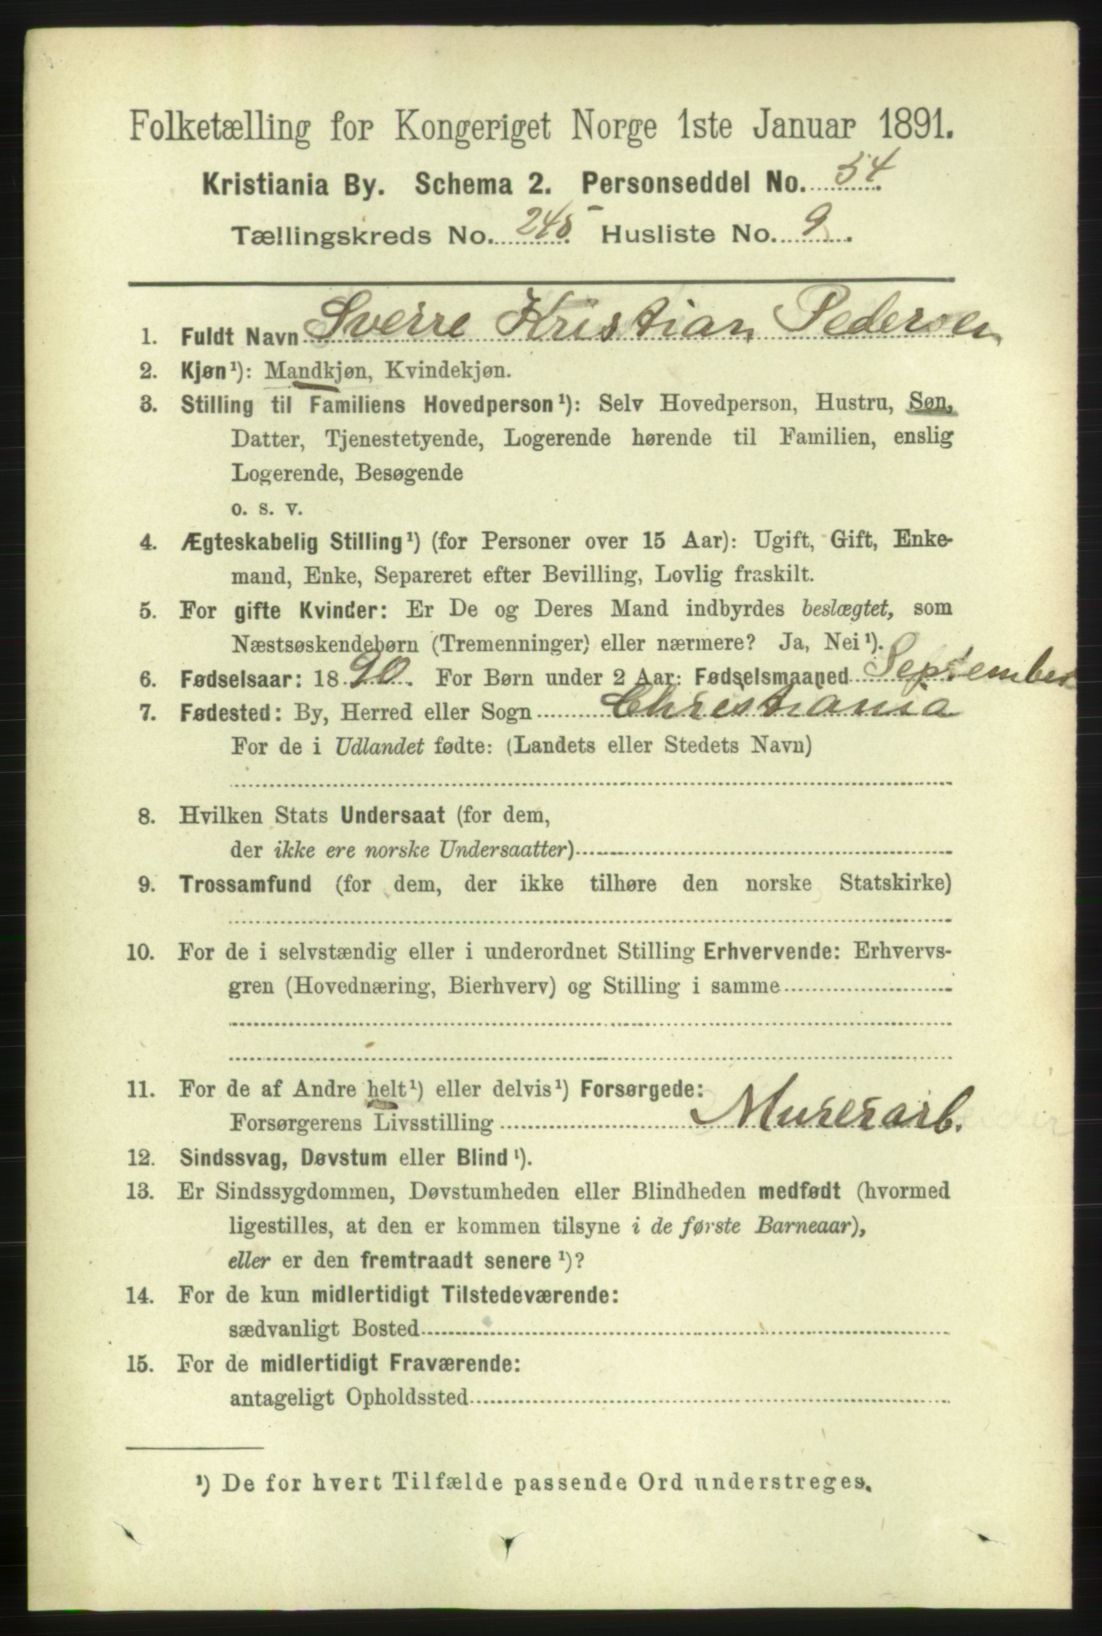 Folketælling for Kongeriget Norge 1ste Januar 1891.
Kristiania By. Schema 2. Personseddel No. 54
Tællingskreds No. 245 Husliste No. 9.
1. Fuldt Navn Sverre Kristian Pedersen
2. Kjøn¹): Mandkjøn, Kvindekjøn.
3. Stilling til Familiens Hovedperson¹): Selv Hovedperson, Hustru, Søn,
Datter, Tjenestetyende, Logerende hørende til Familien, enslig
Logerende, Besøgende
o. s. v.
4. Ægteskabelig Stilling¹) (for Personer over 15 Aar): Ugift, Gift, Enke-
mand, Enke, Separeret efter Bevilling, Lovlig fraskilt.
5. For gifte Kvinder: Er De og Deres Mand indbyrdes beslægtet, som
Næstsøskendebørn (Tremenninger) eller nærmere? Ja, Nei¹).
6. Fødselsaar: 1890. For Børn under 2 Aar: Fødselsmaaned September
7. Fødested: By, Herred eller Sogn Christiania
For de i Udlandet fødte: (Landets eller Stedets Navn)
8. Hvilken Stats Undersaat (for dem,
der ikke ere norske Undersaatter)
9. Trossamfund (for dem, der ikke tilhøre den norske Statskirke)
10. For de i selvstændig eller i underordnet Stilling Erhvervende: Erhvervs-
gren (Hovednæring, Bierhverv) og Stilling i samme
11. For de af Andre helt¹) eller delvis¹) Forsørgede:
Forsørgerens Livsstilling Murerarb.
12. Sindssvag, Døvstum eller Blind¹).
13. Er Sindssygdommen, Døvstumheden eller Blindheden medfødt (hvormed
ligestilles, at den er kommen tilsyne i de første Barneaar),
eller er den fremtraadt senere¹)?
14. For de kun midlertidigt Tilstedeværende:
sædvanligt Bosted
15. For de midlertidigt Fraværende:
antageligt Opholdssted
¹) De for hvert Tilfælde passende Ord understreges.